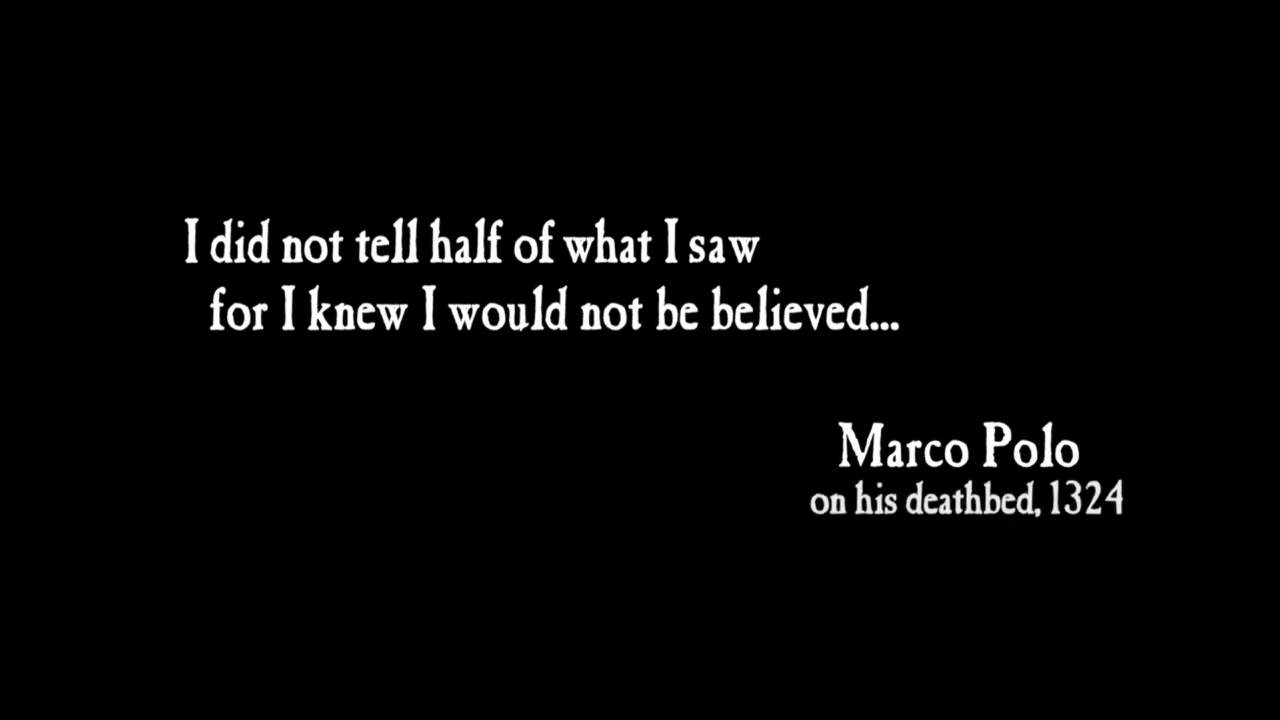 I did not tell half of what I saw
for I knew I would not be believed...
Marco Polo
on his deathbed, 1324